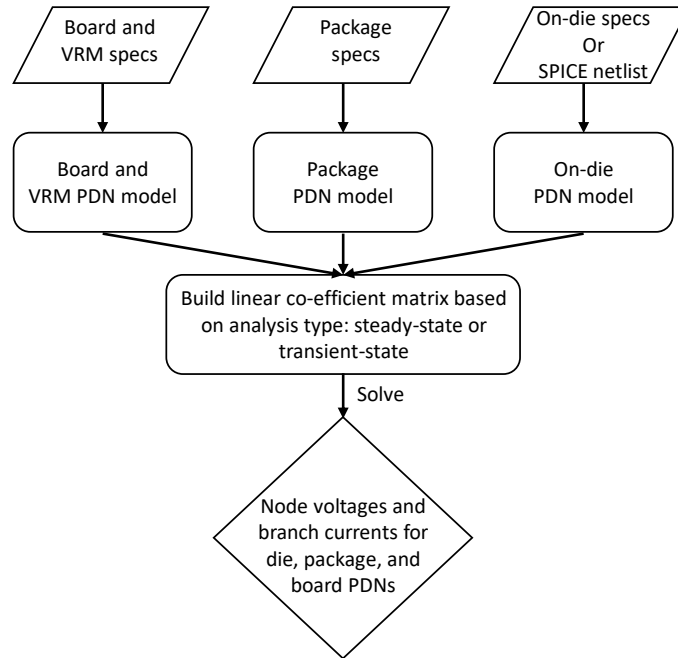 Board and
VRM specs
Package
specs
On-die specs
Or
SPICE netlist
Board and
VRM PDN model
Package
PDN model
On-die
PDN model
Build linear co-efficient matrix based
on analysis type: steady-state or
transient-state
Solve
Node voltages and
branch currents for
die, package, and
board PDNs